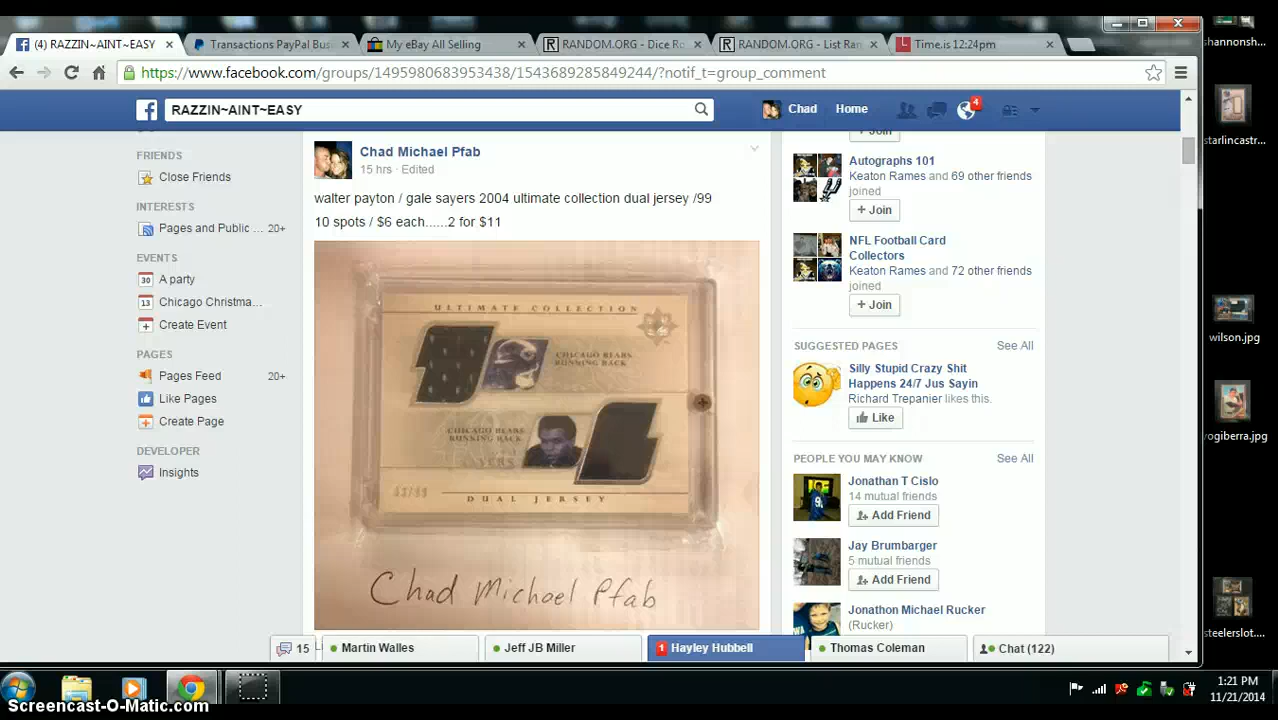 (4) RAZZIN~AINT~EASY
Transactions PayPal Bus
My eBay All Selling
RANDOM.ORG - Dice Ro
RANDOM.ORG - List Ran
Time.is 12:24pm
https://www.facebook.com/groups/1495980683953438/1543689285849244/?notif_t=group_comment
RAZZIN~AINT~EASY
Chad
Home
4
FRIENDS
Close Friends
INTERESTS
Pages and Public ... 20+
EVENTS
30 A party
13 Chicago Christma...
Create Event
PAGES
Pages Feed 20+
Like Pages
Create Page
DEVELOPER
Insights
Chad Michael Pfab
15 hrs · Edited
walter payton / gale sayers 2004 ultimate collection dual jersey /99
10 spots / $6 each......2 for $11
ULTIMATE COLLECTION
CHICAGO BEARS
RUNNING BACK
CHICAGO BEARS
RUNNING BACK
DUAL JERSEY
Chad Michael Pfab
+ Join
Autographs 101
Keaton Rames and 69 other friends
joined
+ Join
NFL Football Card
Collectors
Keaton Rames and 72 other friends
joined
+ Join
SUGGESTED PAGES See All
Silly Stupid Crazy Shit
Happens 24/7 Jus Sayin
Richard Trepanier likes this.
Like
PEOPLE YOU MAY KNOW See All
Jonathan T Cislo
14 mutual friends
Add Friend
Jay Brumbarger
5 mutual friends
Add Friend
Jonathon Michael Rucker
(Rucker)
15
Martin Walles
Jeff JB Miller
1 Hayley Hubbell
Thomas Coleman
Chat (122)
shannonsh...
starlincastr...
wilson.jpg
yogiberra.jpg
steelerslot....
1:21 PM
11/21/2014
Screencast-O-Matic.com